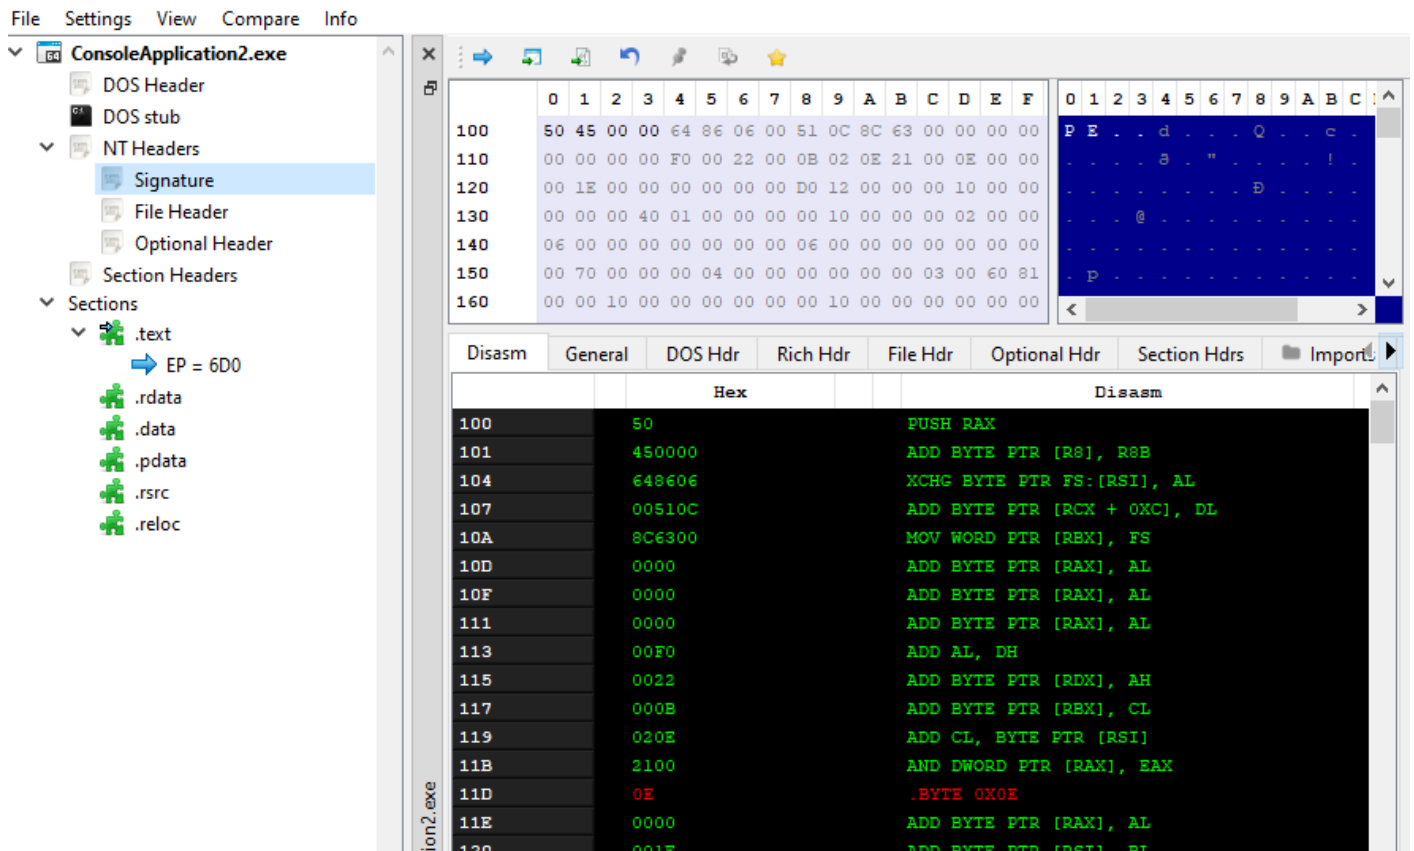 File Settings View Compare Info
ConsoleApplication2.exe
DOS Header
DOS stub
NT Headers
Signature
File Header
Optional Header
Section Headers
Sections
.text
EP = 6D0
.rdata
.data
.pdata
.rsrc
.reloc
0 1 2 3 4 5 6 7 8 9 A B C D E F
100 50 45 00 00 64 86 06 00 51 0C 8C 63 00 00 00 00
110 00 00 00 00 F0 00 22 00 0B 02 0E 21 00 0E 00 00
120 00 1E 00 00 00 00 00 00 D0 12 00 00 00 10 00 00
130 00 00 00 40 01 00 00 00 00 10 00 00 00 02 00 00
140 06 00 00 00 00 00 00 00 06 00 00 00 00 00 00 00
150 00 70 00 00 00 04 00 00 00 00 00 00 03 00 60 81
160 00 00 10 00 00 00 00 00 00 10 00 00 00 00 00 00
0 1 2 3 4 5 6 7 8 9 A B C
P E . . d . . . Q . . c .
. . . . ð . " . . . . ! .
. . . . . . . . Ð . . . .
. . . @ . . . . . . . . .
. . . . . . . . . . . . .
. p . . . . . . . . . . .
Disasm General DOS Hdr Rich Hdr File Hdr Optional Hdr Section Hdrs Imports
Hex Disasm
100 50 PUSH RAX
101 450000 ADD BYTE PTR [R8], R8B
104 648606 XCHG BYTE PTR FS:[RSI], AL
107 00510C ADD BYTE PTR [RCX + 0XC], DL
10A 8C6300 MOV WORD PTR [RBX], FS
10D 0000 ADD BYTE PTR [RAX], AL
10F 0000 ADD BYTE PTR [RAX], AL
111 0000 ADD BYTE PTR [RAX], AL
113 00F0 ADD AL, DH
115 0022 ADD BYTE PTR [RDX], AH
117 000B ADD BYTE PTR [RBX], CL
119 020E ADD CL, BYTE PTR [RSI]
11B 2100 AND DWORD PTR [RAX], EAX
11D 0E .BYTE 0X0E
11E 0000 ADD BYTE PTR [RAX], AL
120 001E ADD BYTE PTR [RSI], BL
ion2.exe